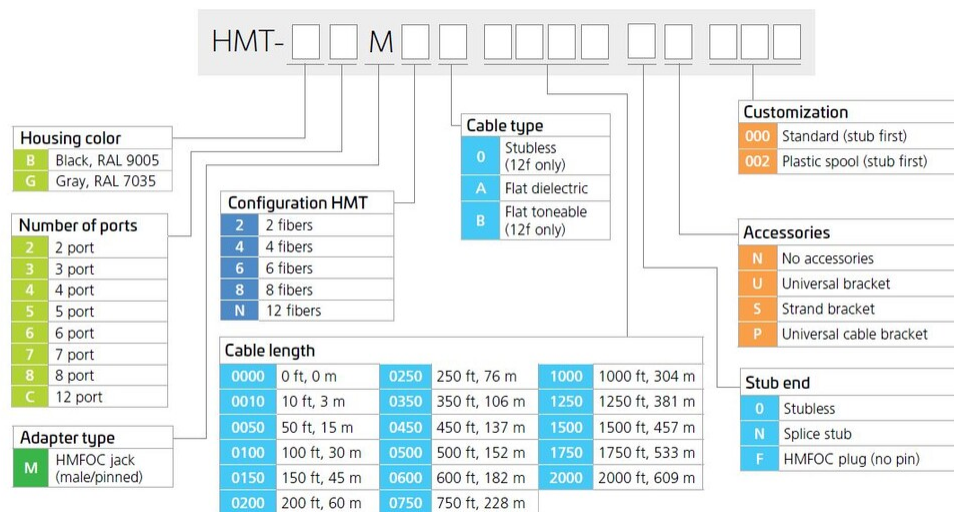 HMT- M
Housing color
B Black, RAL 9005
G Gray, RAL 7035
Number of ports
2 2 port
3 3 port
4 4 port
5 5 port
6 6 port
7 7 port
8 8 port
C 12 port
Adapter type
M HMFOC jack
(male/pinned)
Configuration HMT
2 2 fibers
4 4 fibers
6 6 fibers
8 8 fibers
N 12 fibers
Cable type
0 Stubless
(12f only)
A Flat dielectric
B Flat toneable
(12f only)
Cable length
0000 0 ft, 0 m 0250 250 ft, 76 m 1000 1000 ft, 304 m
0010 10 ft, 3 m 0350 350 ft, 106 m 1250 1250 ft, 381 m
0050 50 ft, 15 m 0450 450 ft, 137 m 1500 1500 ft, 457 m
0100 100 ft, 30 m 0500 500 ft, 152 m 1750 1750 ft, 533 m
0150 150 ft, 45 m 0600 600 ft, 182 m 2000 2000 ft, 609 m
0200 200 ft, 60 m 0750 750 ft, 228 m
Customization
000 Standard (stub first)
002 Plastic spool (stub first)
Accessories
N No accessories
U Universal bracket
S Strand bracket
P Universal cable bracket
Stub end
0 Stubless
N Splice stub
F HMFOC plug (no pin)